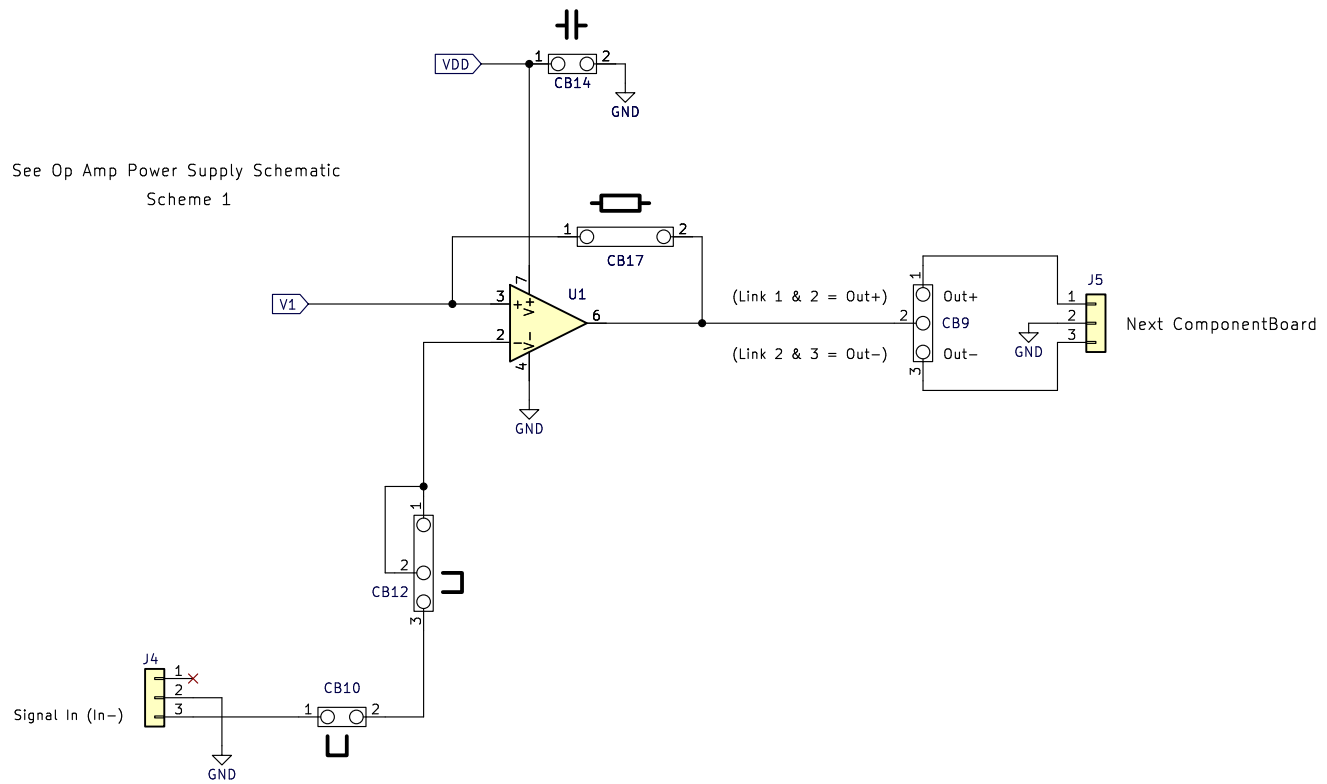 VDD
1
2
CB14
GND
See Op Amp Power Supply Schematic
Scheme 1
1
2
CB17
V1
3
+
7
V+
U1
6
2
-
V-
4
GND
(Link 1 & 2 = Out+)
(Link 2 & 3 = Out-)
1
Out+
2
CB9
Out-
3
J5
1
2
3
GND
Next ComponentBoard
1
2
CB12
3
J4
1
2
3
Signal In (In-)
GND
CB10
1
2